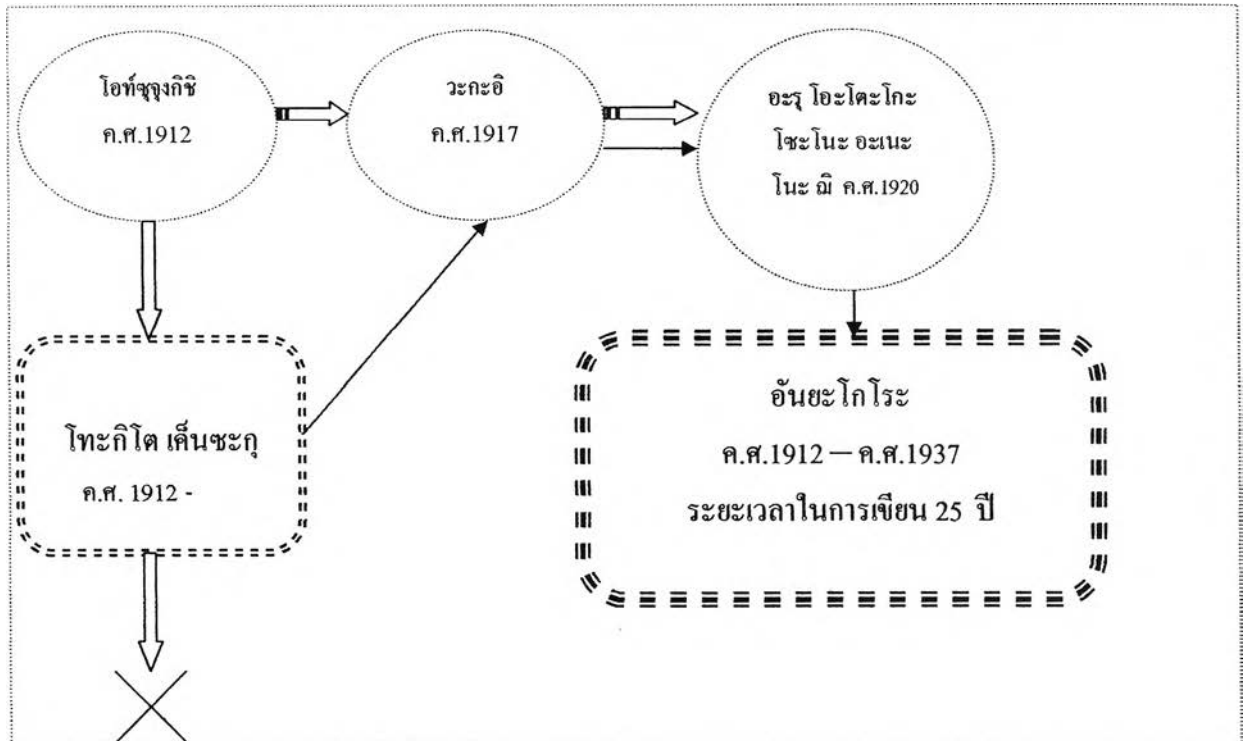 โอท์ซุจุงกิชิ
ค.ศ.1912
วะกะอิ
ค.ศ.1917
อะรุ โอะโตะโกะ
โซะโนะ อะเนะ
โนะ ฌิ ค.ศ.1920
โทะกิโต เค็นซะกุ
ค.ศ. 1912 -
อันยะโกโระ
ค.ศ.1912 — ค.ศ.1937
ระยะเวลาในการเขียน 25 ปี